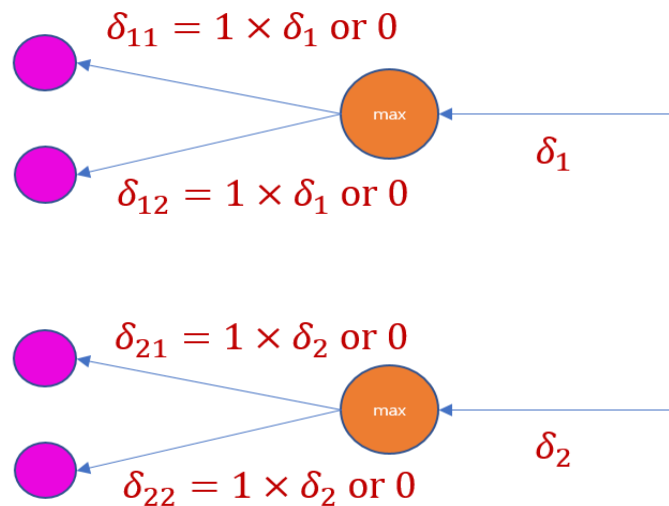 δ₁₁ = 1 × δ₁ or 0
max
δ₁
δ₁₂ = 1 × δ₁ or 0
δ₂₁ = 1 × δ₂ or 0
max
δ₂
δ₂₂ = 1 × δ₂ or 0